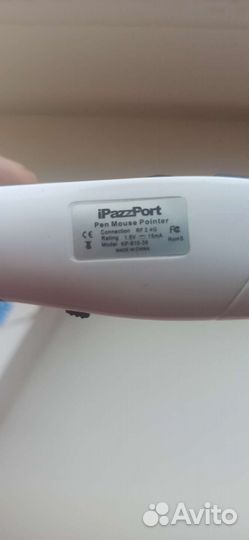 iPazzPort
Pen Mouse Pointer
Connection RF 2.4G
Rating 1.5V 15mA
Model KP-810-39
MADE IN CHINA
CE
FC
RoHS
Avito